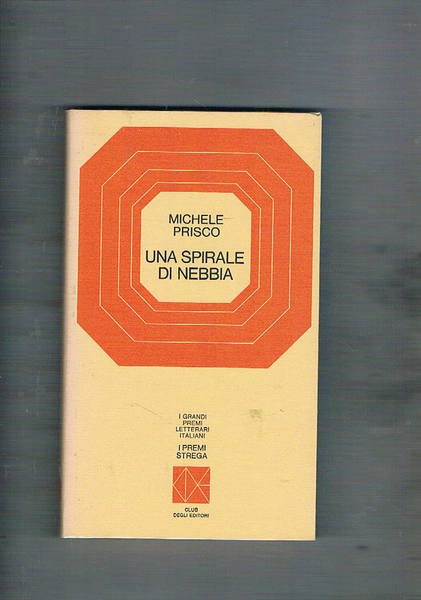 MICHELE
PRISCO
UNA SPIRALE
DI NEBBIA
I GRANDI
PREMI
LETTERARI
ITALIANI
I PREMI
STREGA
CLUB
DEGLI EDITORI